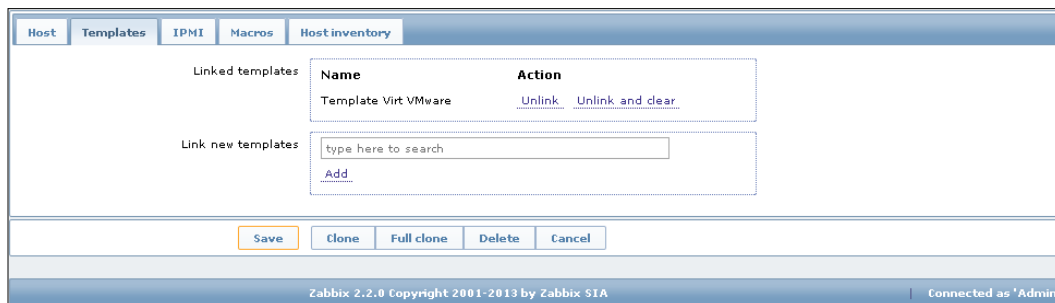 Host Templates IPMI Macros Host inventory
Linked templates Name Action
Template Virt VMware Unlink Unlink and clear
Link new templates type here to search
Add
Save Clone Full clone Delete Cancel
Zabbix 2.2.0 Copyright 2001-2013 by Zabbix SIA | Connected as 'Admin